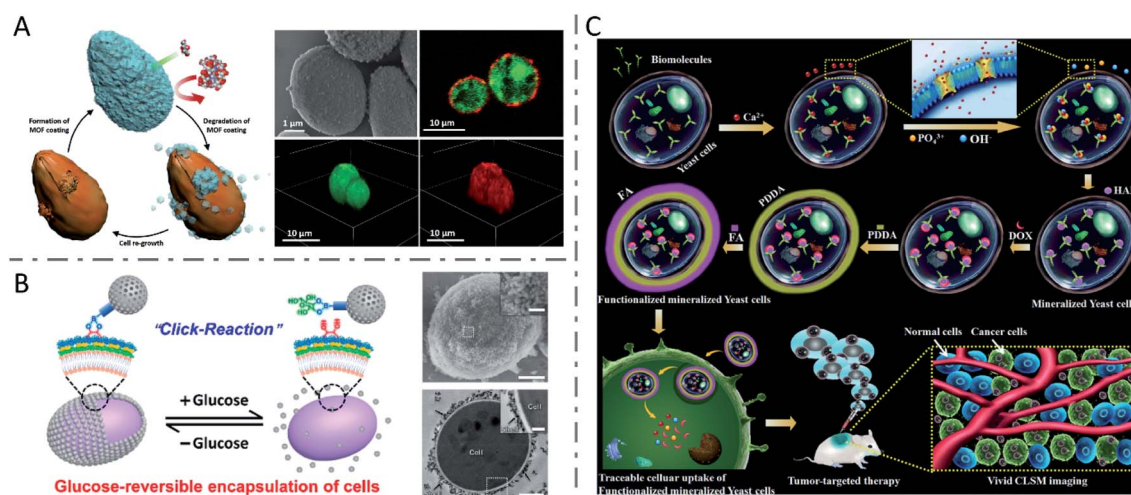 A
Formation of
MOF coating
Degradation of
MOF coating
Cell re-growth
1 μm
10 μm
10 μm
10 μm
B
"Click-Reaction"
+ Glucose
− Glucose
Glucose-reversible encapsulation of cells
Cell
Cell
C
Biomolecules
Yeast cells
Ca²⁺
PO₄³⁺
OH⁻
HAP
Mineralized Yeast cells
DOX
PDDA
PDDA
FA
FA
Functionalized mineralized Yeast cells
Traceable celluar uptake of
Functionalized mineralized Yeast cells
Tumor-targeted therapy
Normal cells
Cancer cells
Vivid CLSM imaging